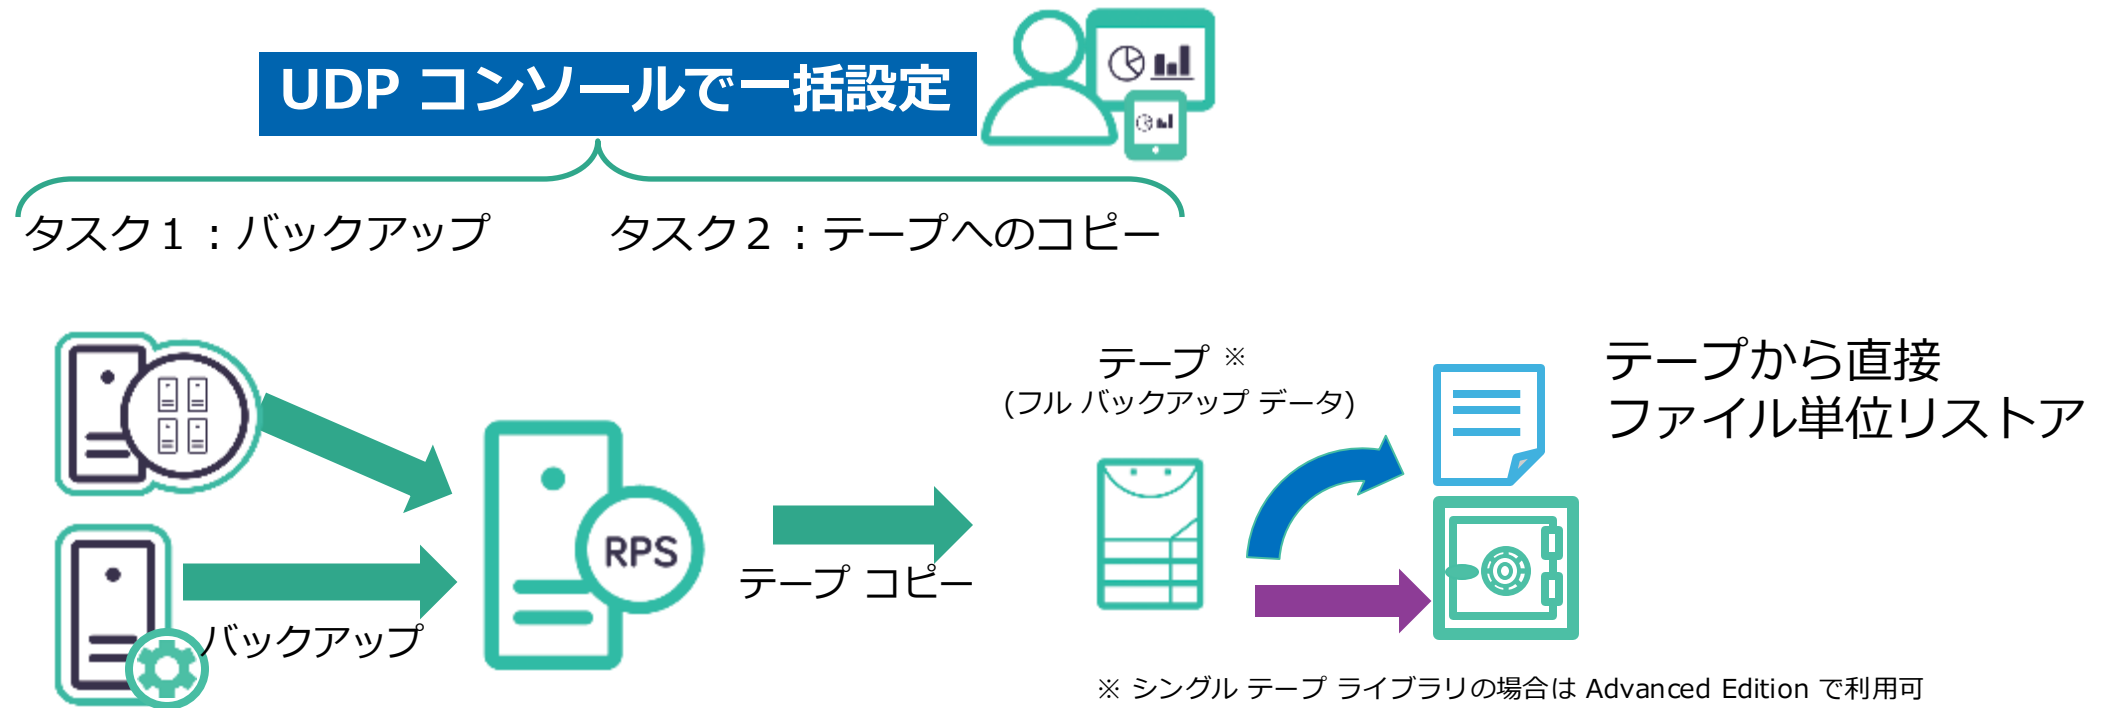 UDP コンソールで一括設定
タスク１：バックアップ
タスク２：テープへのコピー
テープ ※
(フル バックアップ データ)
テープから直接
ファイル単位リストア
RPS
テープ コピー
バックアップ
※ シングル テープ ライブラリの場合は Advanced Edition で利用可